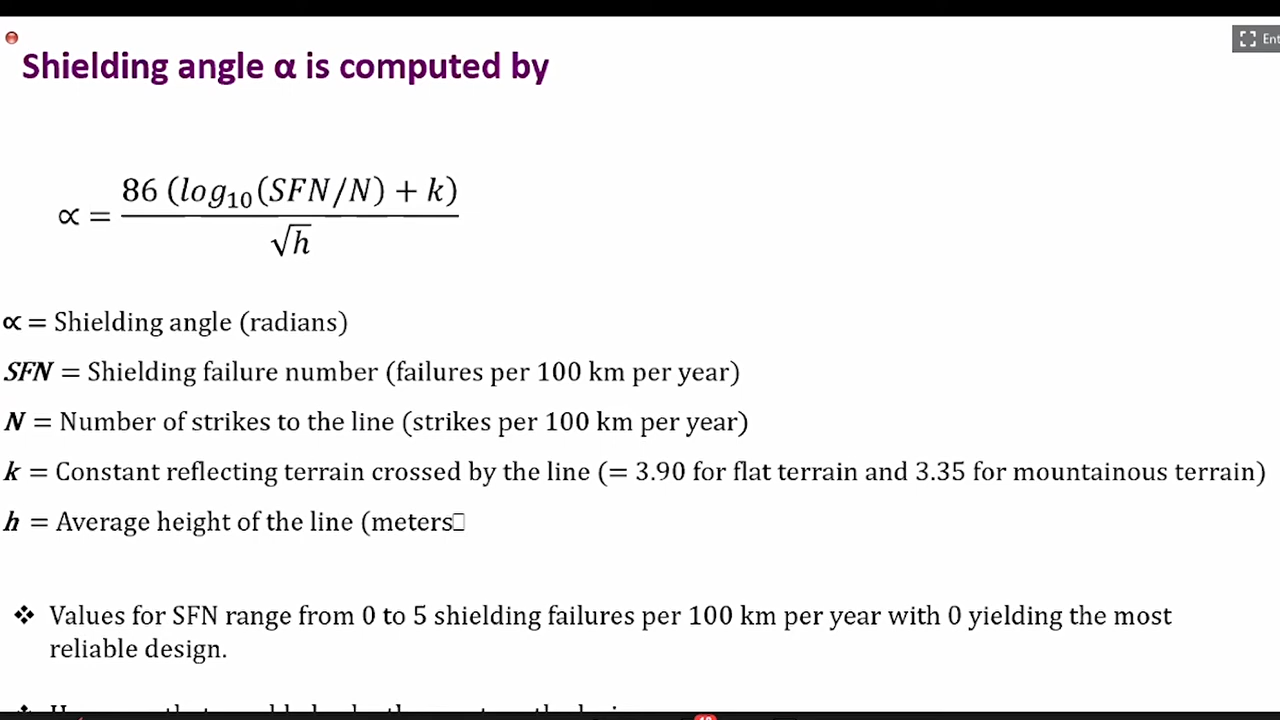 Ent
Shielding angle α is computed by
∝ = 86 (log₁₀(SFN/N) + k) / √h
∝ = Shielding angle (radians)
SFN = Shielding failure number (failures per 100 km per year)
N = Number of strikes to the line (strikes per 100 km per year)
k = Constant reflecting terrain crossed by the line (= 3.90 for flat terrain and 3.35 for mountainous terrain)
h = Average height of the line (meters
❖ Values for SFN range from 0 to 5 shielding failures per 100 km per year with 0 yielding the most
reliable design.